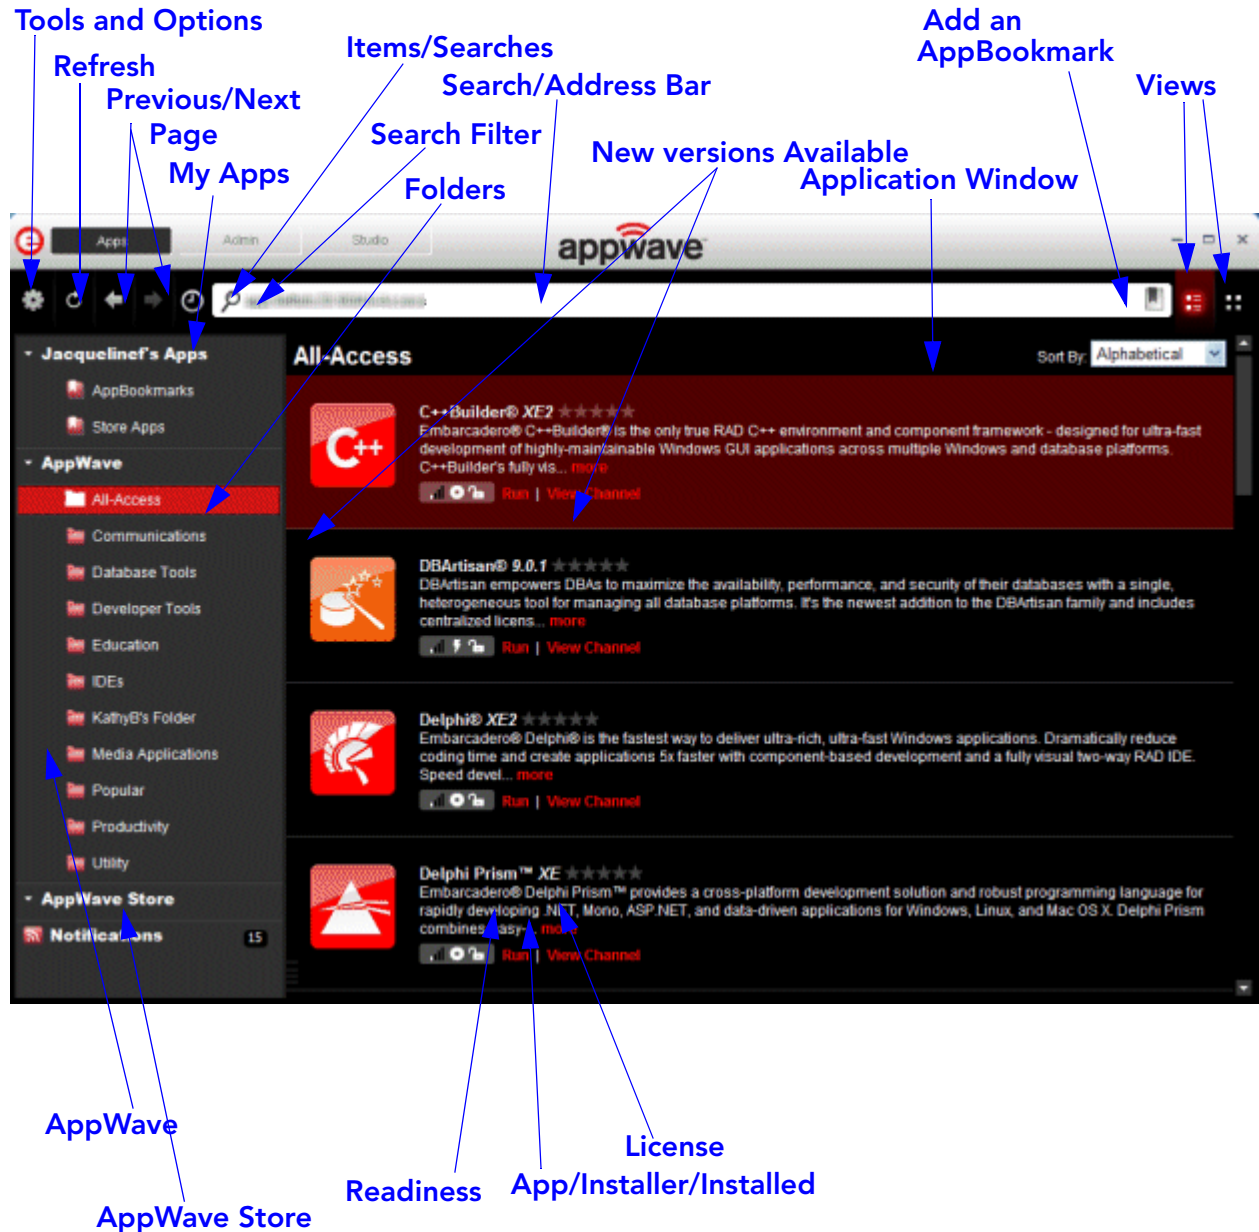 Tools and Options
Refresh
Previous/Next
Page
My Apps
Items/Searches
Search/Address Bar
Search Filter
Folders
New versions Available
Application Window
Add an
AppBookmark
Views
Apps
Admin
Studio
appwave
Jacquelinef's Apps
AppBookmarks
Store Apps
AppWave
All-Access
Communications
Database Tools
Developer Tools
Education
IDEs
KathyB's Folder
Media Applications
Popular
Productivity
Utility
AppWave Store
Notifications
15
All-Access
Sort By: Alphabetical
C++Builder® XE2
Embarcadero® C++Builder® is the only true RAD C++ environment and component framework - designed for ultra-fast
development of highly-maintainable Windows GUI applications across multiple Windows and database platforms.
C++Builder's fully vis... more
Run | View Channel
C++
DBArtisan® 9.0.1
DBArtisan empowers DBAs to maximize the availability, performance, and security of their databases with a single,
heterogeneous tool for managing all database platforms. It's the newest addition to the DBArtisan family and includes
centralized licens... more
Run | View Channel
Delphi® XE2
Embarcadero® Delphi® is the fastest way to deliver ultra-rich, ultra-fast Windows applications. Dramatically reduce
coding time and create applications 5x faster with component-based development and a fully visual two-way RAD IDE.
Speed devel... more
Run | View Channel
Delphi Prism™ XE
Embarcadero® Delphi Prism™ provides a cross-platform development solution and robust programming language for
rapidly developing .NET, Mono, ASP.NET, and data-driven applications for Windows, Linux, and Mac OS X. Delphi Prism
combines easy-... more
Run | View Channel
AppWave
AppWave Store
Readiness
App/Installer/Installed
License